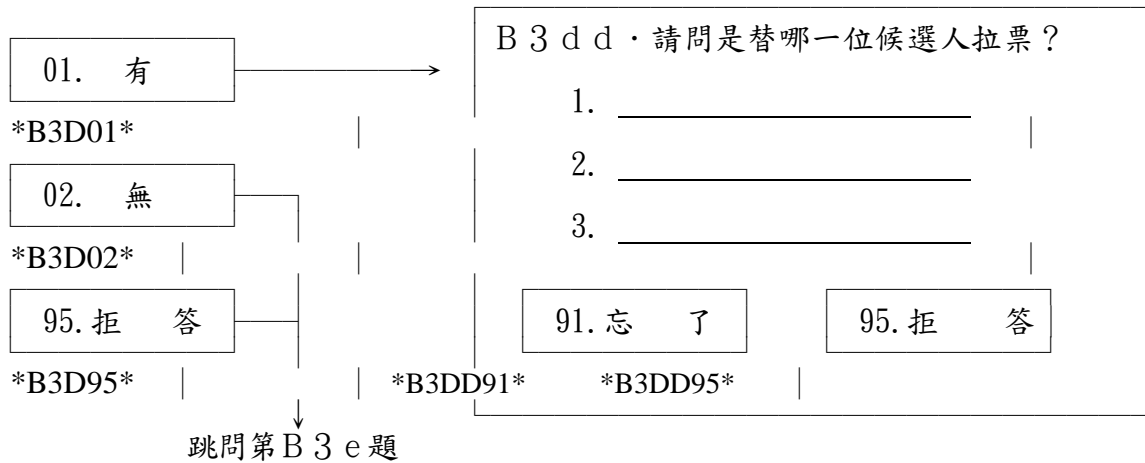 Ｂ３ｄｄ．請問是替哪一位候選人拉票？
01. 有
1.
*B3D01*
2.
02. 無
3.
*B3D02*
95.拒 答
91.忘 了
95.拒 答
*B3D95* *B3DD91* *B3DD95*
跳問第Ｂ３ｅ題